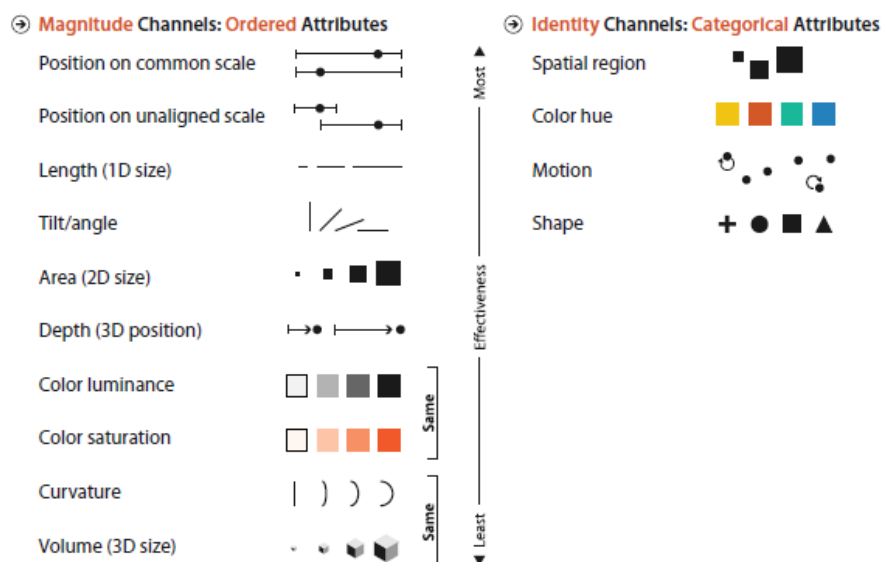 Magnitude Channels: Ordered Attributes
Position on common scale
Position on unaligned scale
Length (1D size)
Tilt/angle
Area (2D size)
Depth (3D position)
Color luminance
Color saturation
Curvature
Volume (3D size)
Same
Same
Most
Effectiveness
Least
Identity Channels: Categorical Attributes
Spatial region
Color hue
Motion
Shape